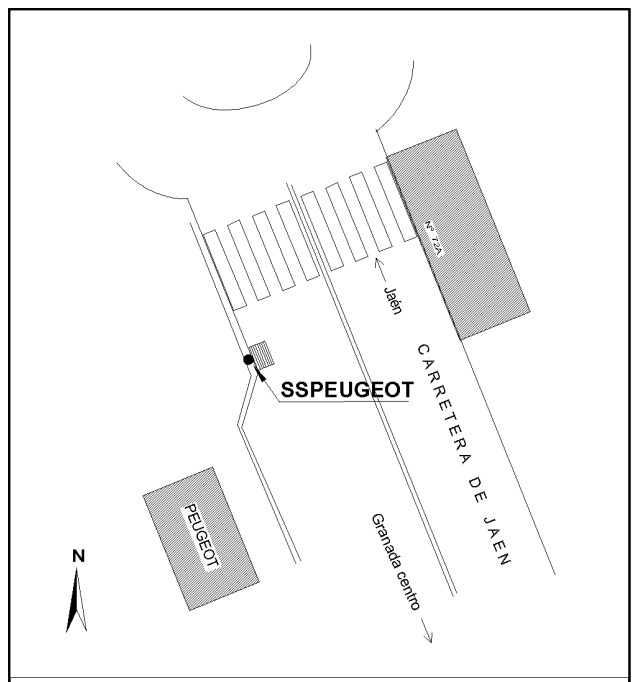 Nº 72A
Jaén
SSPEUGEOT
CARRETERA DE JAEN
PEUGEOT
Granada centro
N